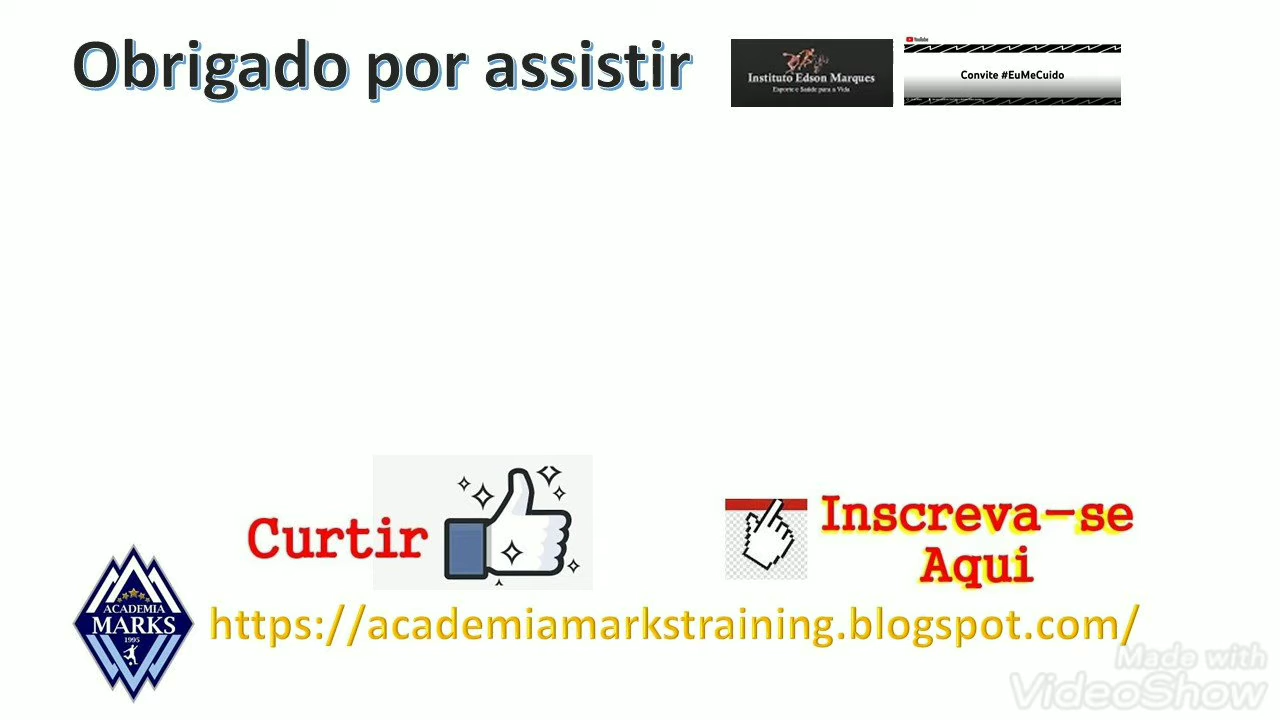 Obrigado por assistir
Instituto Edson Marques
Esporte e Saúde para a Vida
YouTube
Convite #EuMeCuido
Curtir
Inscreva-se
Aqui
ACADEMIA
MARKS
1995
https://academiamarkstraining.blogspot.com/
Made with
VideoShow